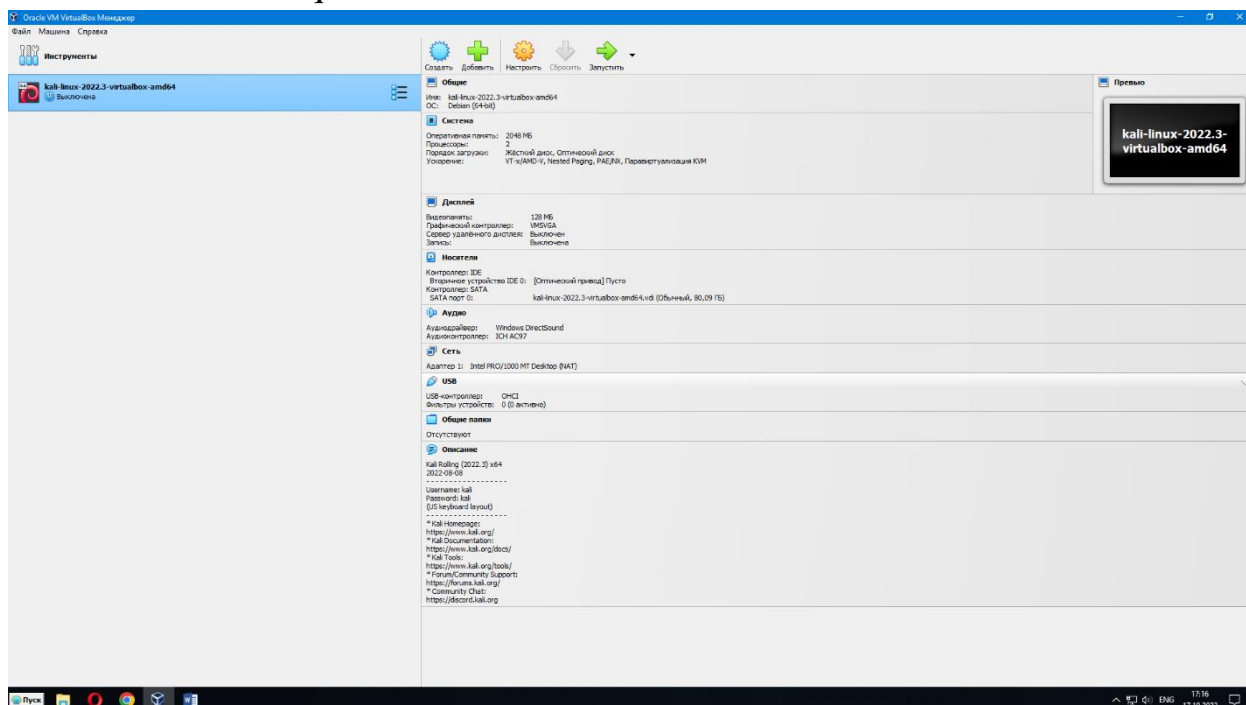 Oracle VM VirtualBox Менеджер
Файл Машина Справка
Инструменты
Создать Добавить Настроить Сбросить Запустить
kali-linux-2022.3-virtualbox-amd64
Выключена
Общие
Имя: kali-linux-2022.3-virtualbox-amd64
ОС: Debian (64-bit)
Превью
kali-linux-2022.3-
virtualbox-amd64
Система
Оперативная память: 2048 МБ
Процессоры: 2
Порядок загрузки: Жёсткий диск, Оптический диск
Ускорение: VT-x/AMD-V, Nested Paging, PAE/NX, Паравиртуализация KVM
Дисплей
Видеопамять: 128 МБ
Графический контроллер: VMSVGA
Сервер удалённого дисплея: Выключен
Запись: Выключена
Носители
Контроллер: IDE
Вторичное устройство IDE 0: [Оптический привод] Пусто
Контроллер: SATA
SATA порт 0: kali-linux-2022.3-virtualbox-amd64.vdi (Обычный, 80,09 ГБ)
Аудио
Аудиодрайвер: Windows DirectSound
Аудиоконтроллер: ICH AC97
Сеть
Адаптер 1: Intel PRO/1000 MT Desktop (NAT)
USB
USB-контроллер: OHCI
Фильтры устройств: 0 (0 активно)
Общие папки
Отсутствуют
Описание
Kali Rolling (2022.3) x64
2022-08-08
- - - - - - - - - - - - - - - - - -
Username: kali
Password: kali
(US keyboard layout)
- - - - - - - - - - - - - - - - - -
* Kali Homepage:
https://www.kali.org/
* Kali Documentation:
https://www.kali.org/docs/
* Kali Tools:
https://www.kali.org/tools/
* Forum/Community Support:
https://forums.kali.org/
* Community Chat:
https://discord.kali.org
Пуск
ENG
17:16
17.10.2022